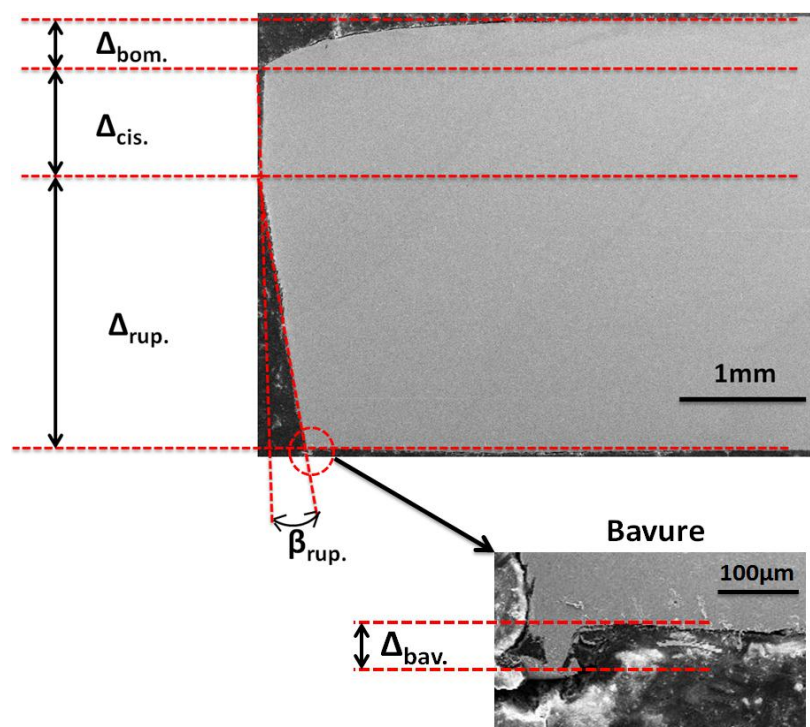 Δbom.
Δcis.
Δrup.
1mm
βrup.
Bavure
100µm
Δbav.